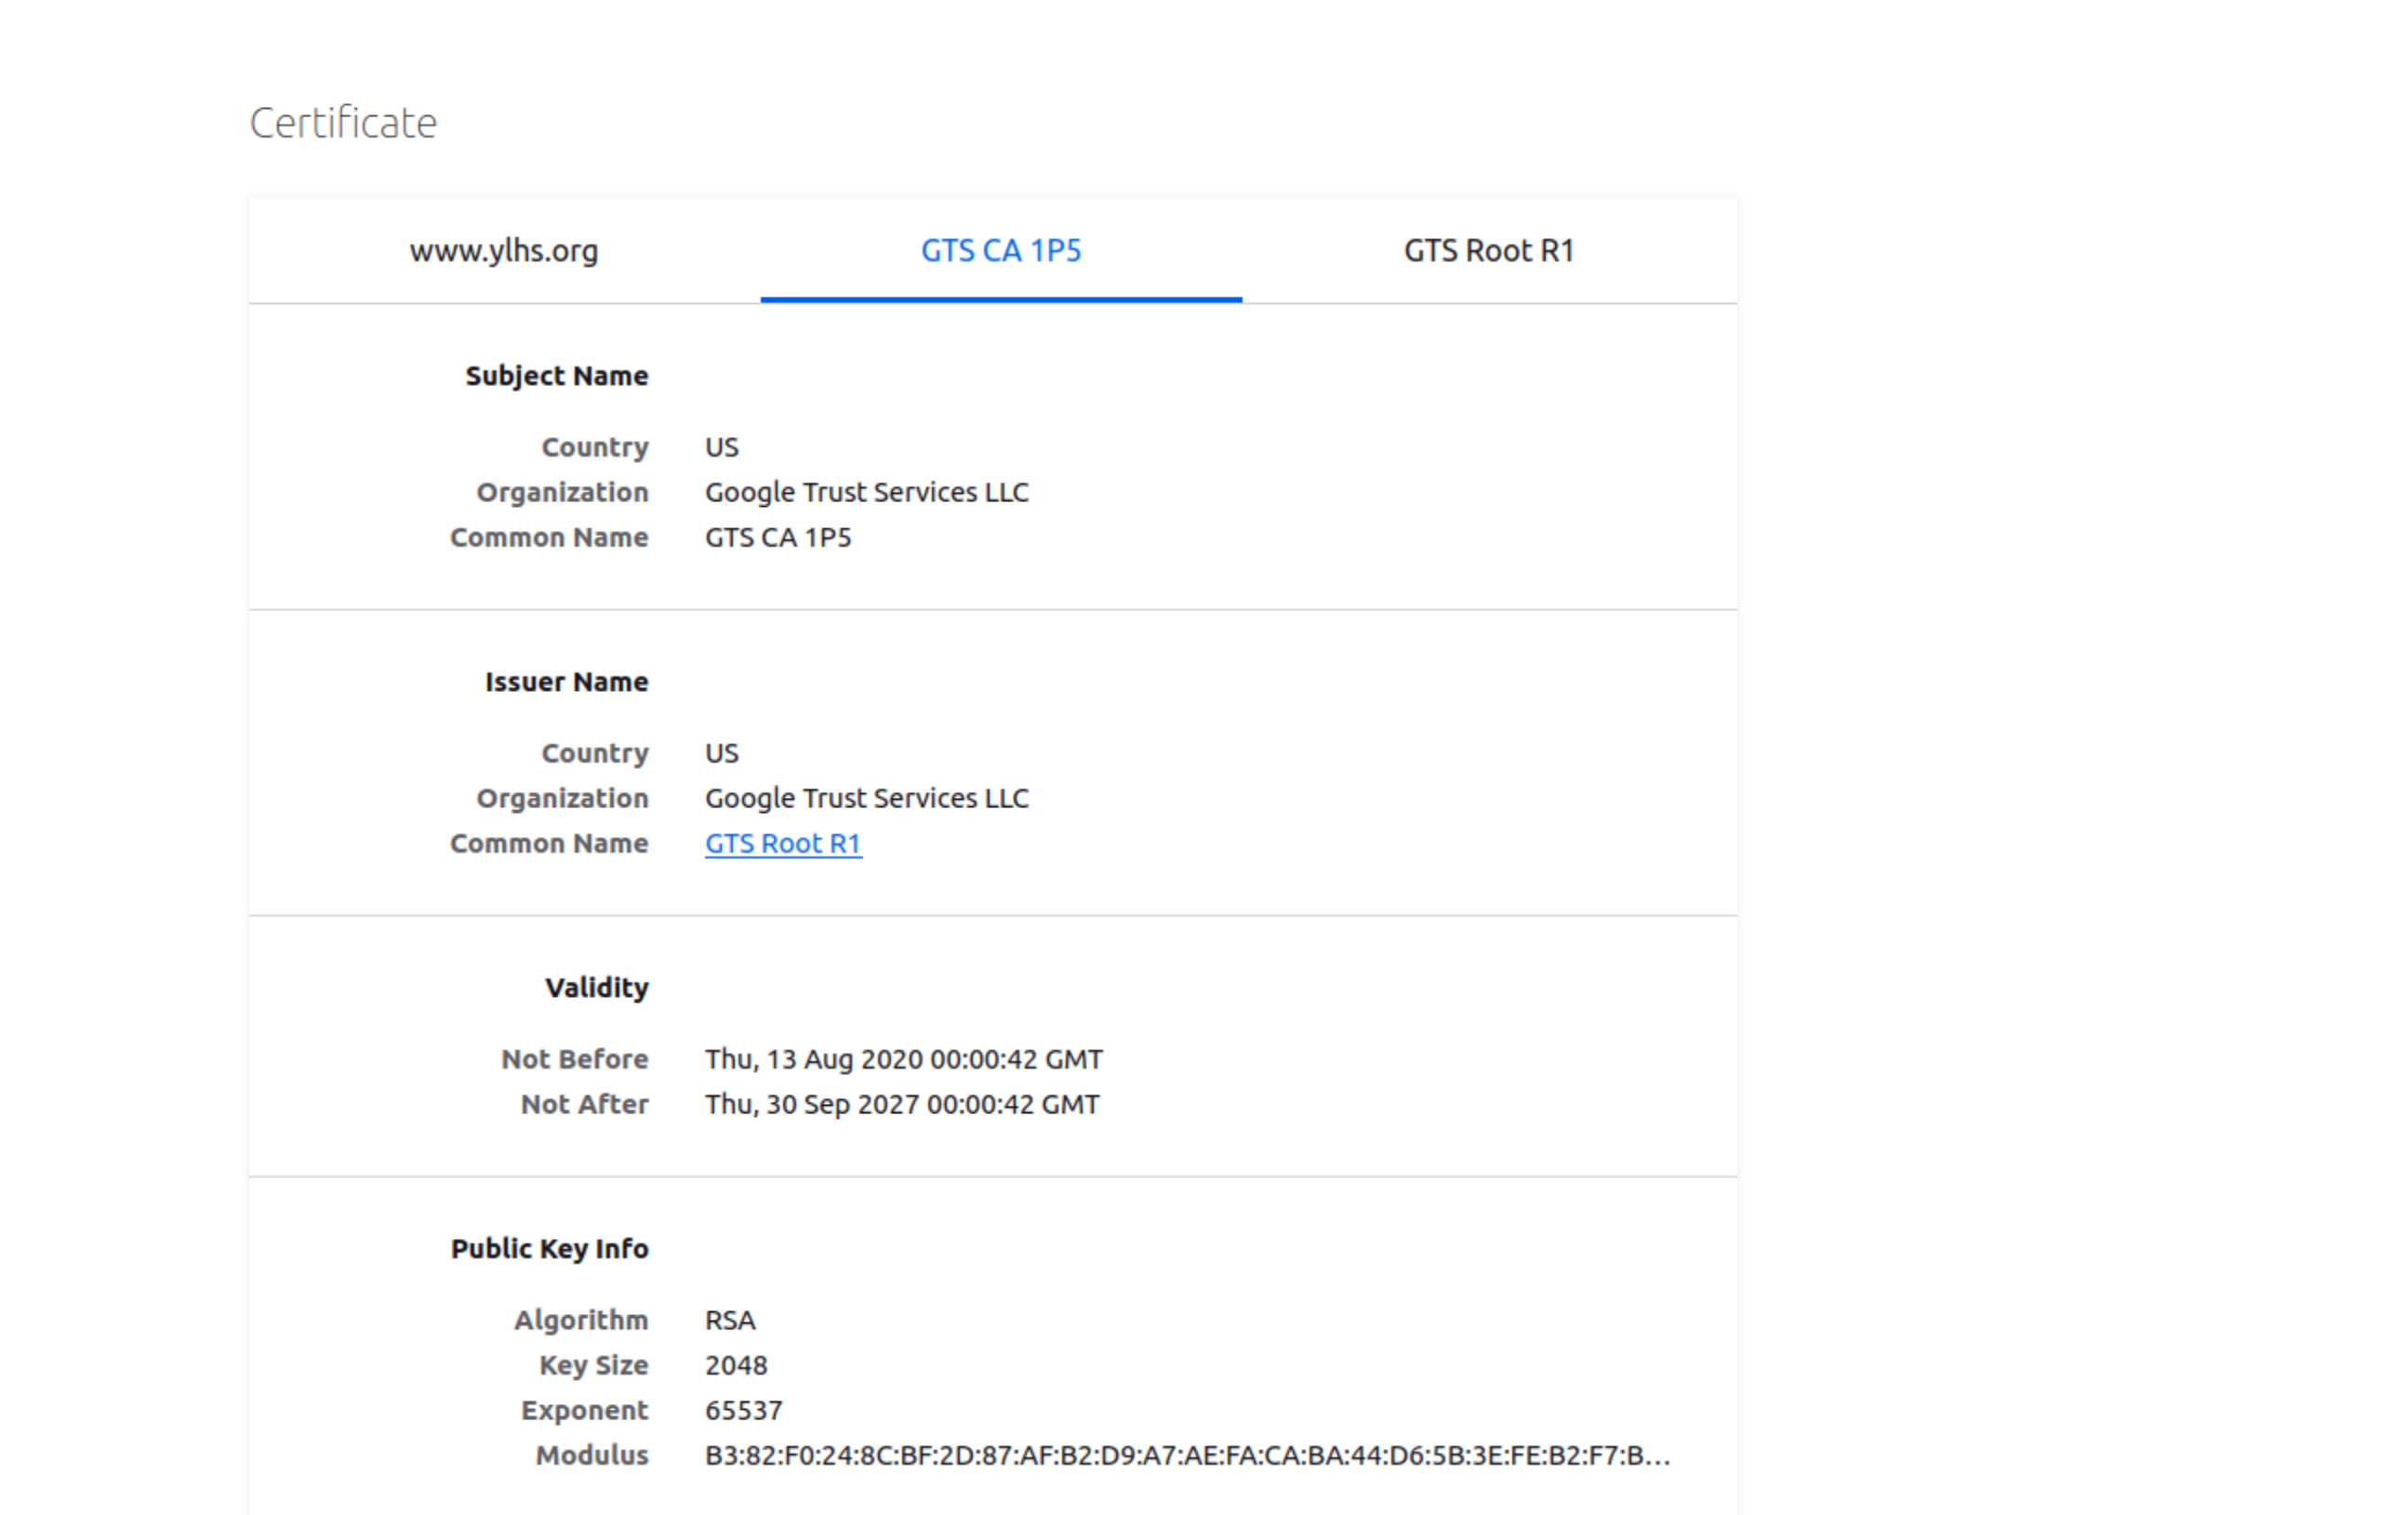 Certificate
www.ylhs.org GTS CA 1P5 GTS Root R1
Subject Name
Country US
Organization Google Trust Services LLC
Common Name GTS CA 1P5
Issuer Name
Country US
Organization Google Trust Services LLC
Common Name GTS Root R1
Validity
Not Before Thu, 13 Aug 2020 00:00:42 GMT
Not After Thu, 30 Sep 2027 00:00:42 GMT
Public Key Info
Algorithm RSA
Key Size 2048
Exponent 65537
Modulus B3:82:F0:24:8C:BF:2D:87:AF:B2:D9:A7:AE:FA:CA:BA:44:D6:5B:3E:FE:B2:F7:B…